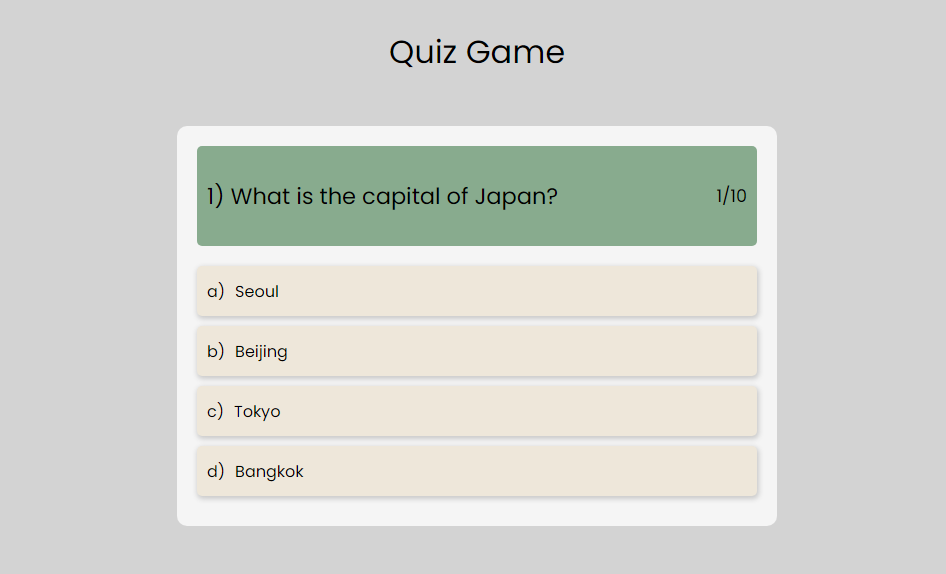 Quiz Game
1) What is the capital of Japan? 1/10
a) Seoul
b) Beijing
c) Tokyo
d) Bangkok